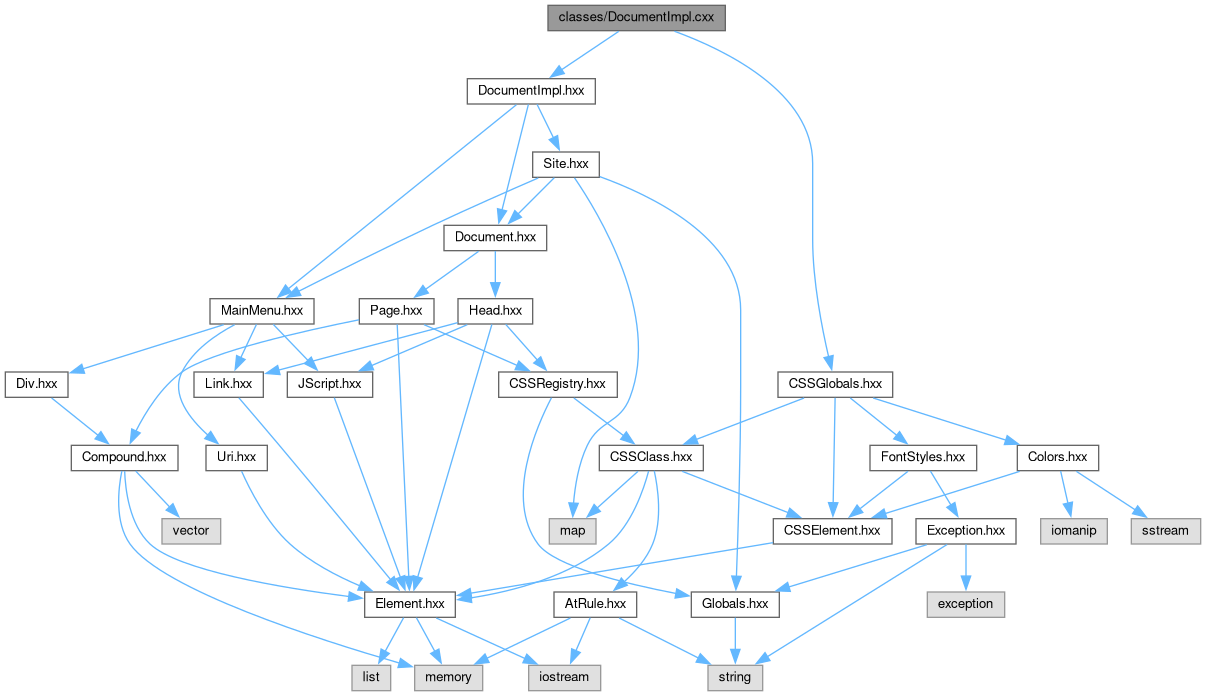 classes/DocumentImpl.cxx
DocumentImpl.hxx
Site.hxx
Document.hxx
MainMenu.hxx
Page.hxx
Head.hxx
Div.hxx
Link.hxx
JScript.hxx
CSSRegistry.hxx
CSSGlobals.hxx
Compound.hxx
Uri.hxx
CSSClass.hxx
FontStyles.hxx
Colors.hxx
vector
map
CSSElement.hxx
Exception.hxx
iomanip
sstream
Element.hxx
AtRule.hxx
Globals.hxx
exception
list
memory
iostream
string